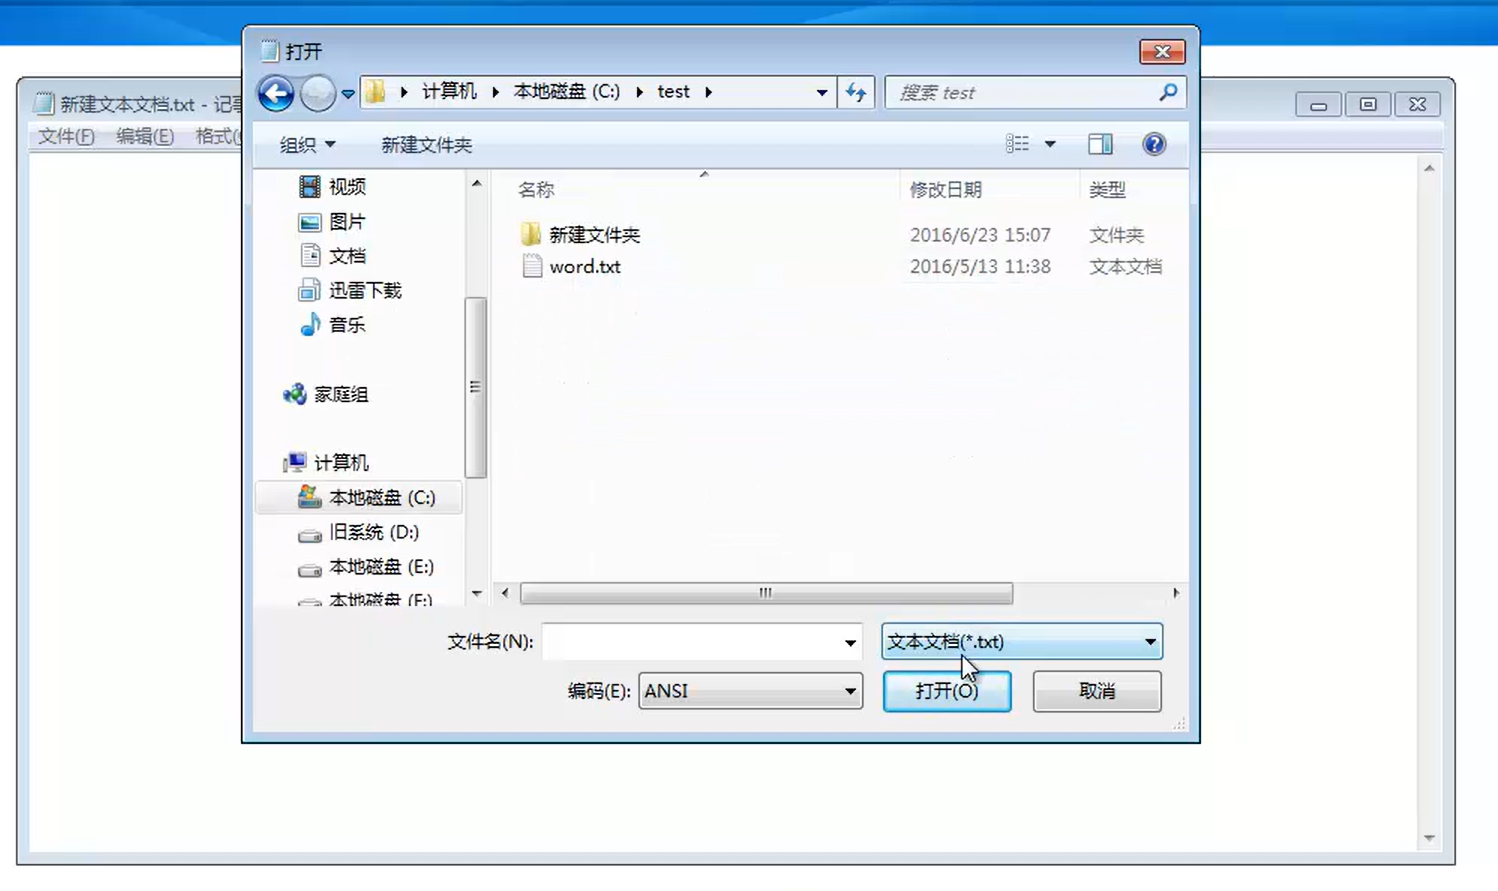 打开
新建文本文档.txt - 记
文件(F) 编辑(E) 格式(
计算机 本地磁盘 (C:) test
搜索 test
组织 新建文件夹
视频
图片
文档
迅雷下载
音乐
家庭组
计算机
本地磁盘 (C:)
旧系统 (D:)
本地磁盘 (E:)
本地磁盘 (F:)
名称 修改日期 类型
新建文件夹 2016/6/23 15:07 文件夹
word.txt 2016/5/13 11:38 文本文档
文件名(N): 文本文档(*.txt)
编码(E): ANSI 打开(O) 取消